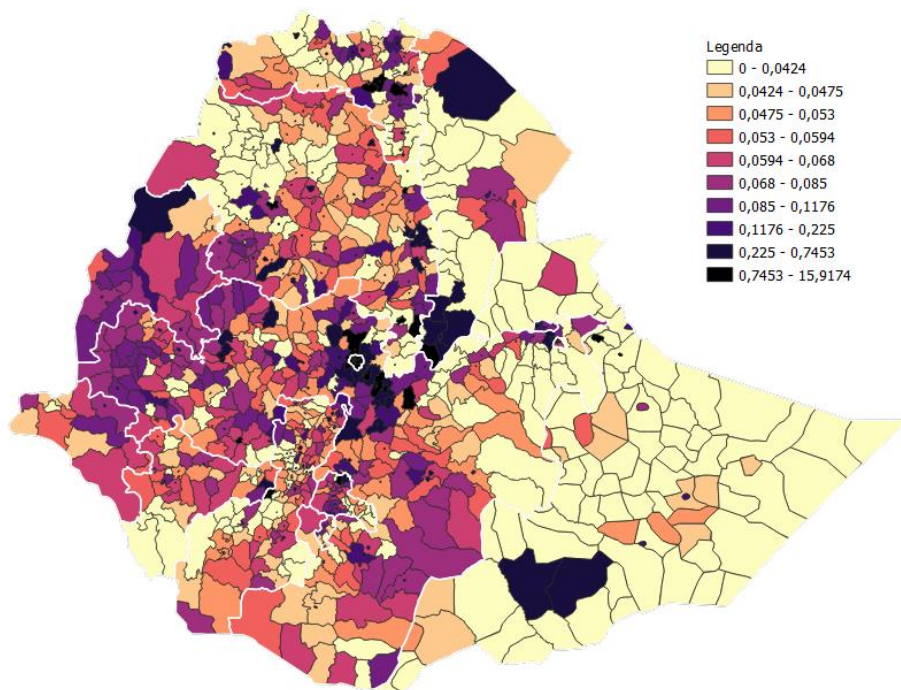 Legenda
0 - 0,0424
0,0424 - 0,0475
0,0475 - 0,053
0,053 - 0,0594
0,0594 - 0,068
0,068 - 0,085
0,085 - 0,1176
0,1176 - 0,225
0,225 - 0,7453
0,7453 - 15,9174